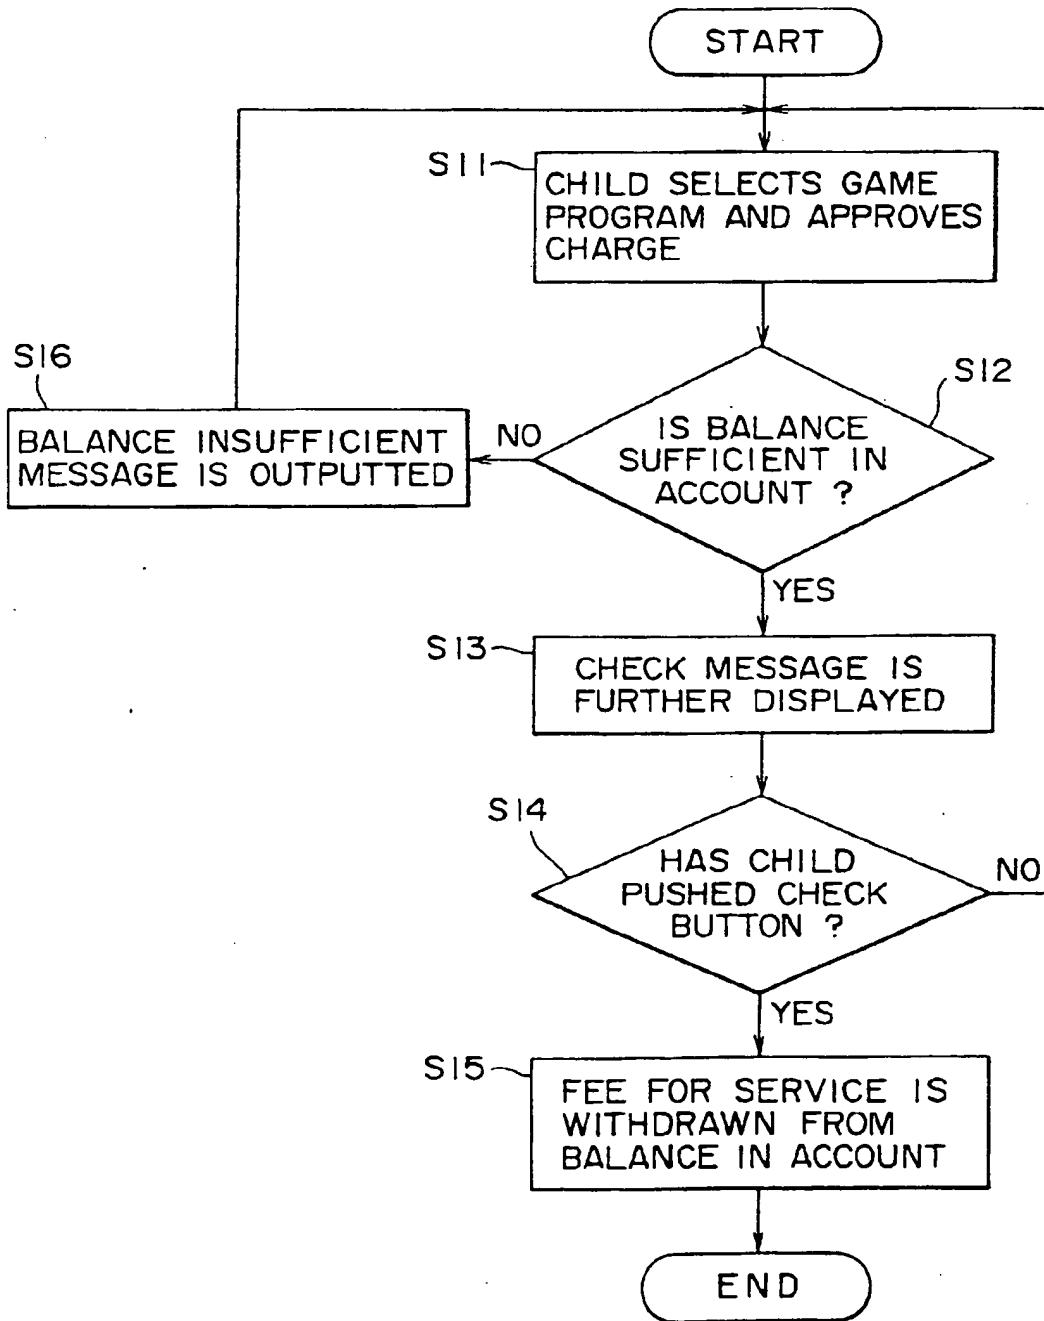 START
S11
CHILD SELECTS GAME
PROGRAM AND APPROVES
CHARGE
S16
BALANCE INSUFFICIENT
MESSAGE IS OUTPUTTED
NO
S12
IS BALANCE
SUFFICIENT IN
ACCOUNT ?
YES
S13
CHECK MESSAGE IS
FURTHER DISPLAYED
S14
HAS CHILD
PUSHED CHECK
BUTTON ?
NO
YES
S15
FEE FOR SERVICE IS
WITHDRAWN FROM
BALANCE IN ACCOUNT
END